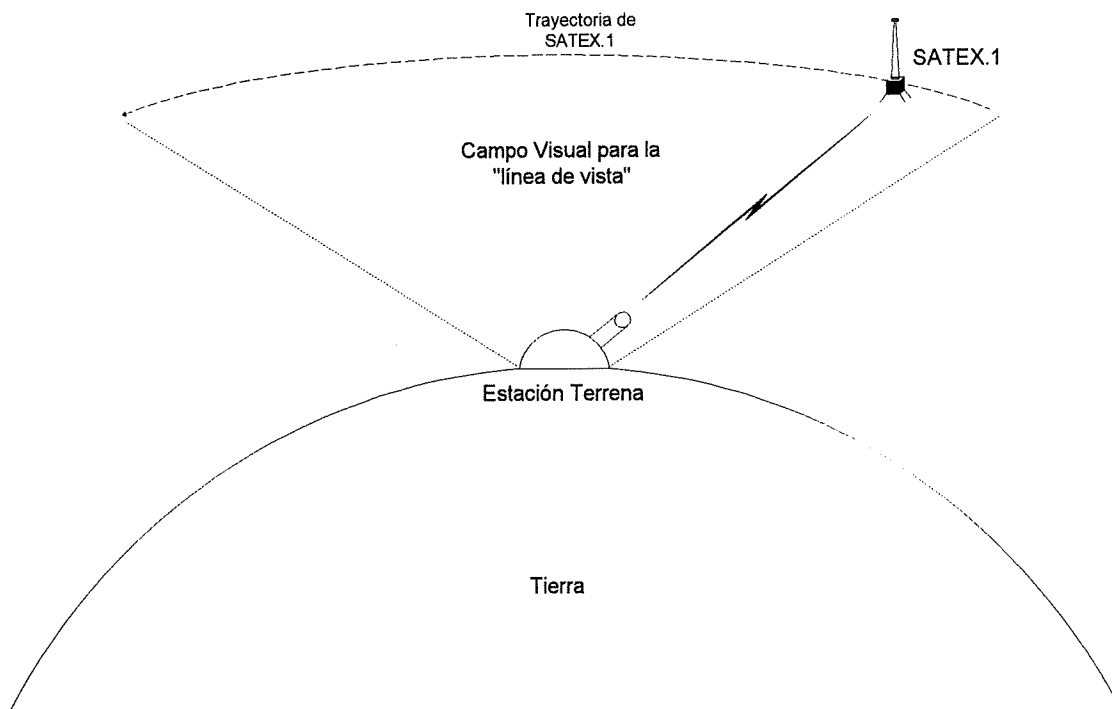 Trayectoria de
SATEX.1
SATEX.1
Campo Visual para la
"línea de vista"
Estación Terrena
Tierra